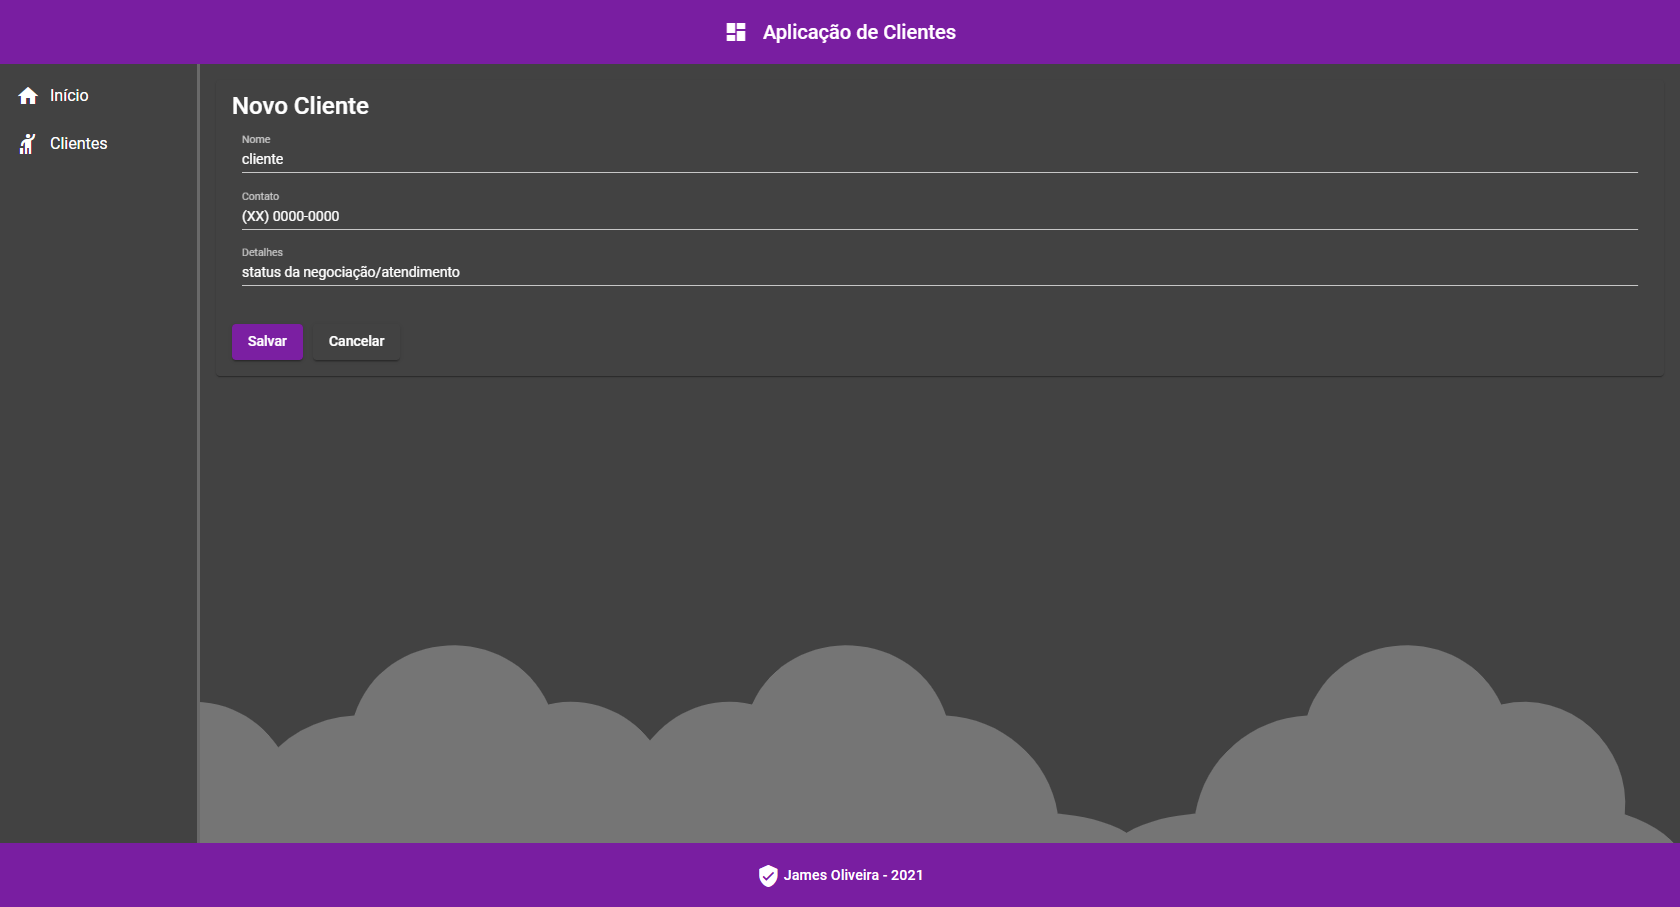 Aplicação de Clientes
Início
Clientes
Novo Cliente
Nome
cliente
Contato
(XX) 0000-0000
Detalhes
status da negociação/atendimento
Salvar
Cancelar
James Oliveira - 2021